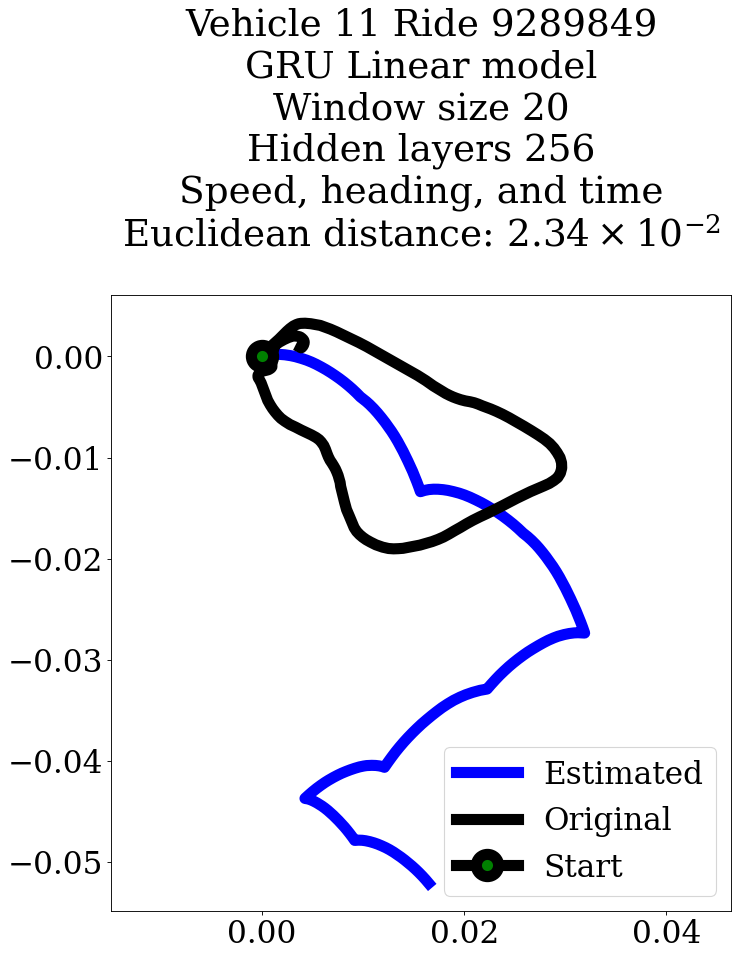 Vehicle 11 Ride 9289849
GRU Linear model
Window size 20
Hidden layers 256
Speed, heading, and time
Euclidean distance: 2.34 × 10⁻²
0.00
−0.01
−0.02
−0.03
−0.04
−0.05
Estimated
Original
Start
0.00 0.02 0.04